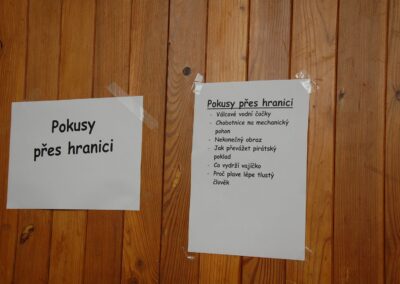 Pokusy
přes hranici
Pokusy přes hranici
- Válcové vodní čočky
- Chobotnice na mechanický
pohon
- Nekonečný obraz
- Jak převážet pirátský
poklad
- Co vydrží vajíčko
- Proč plave lépe tlustý
člověk